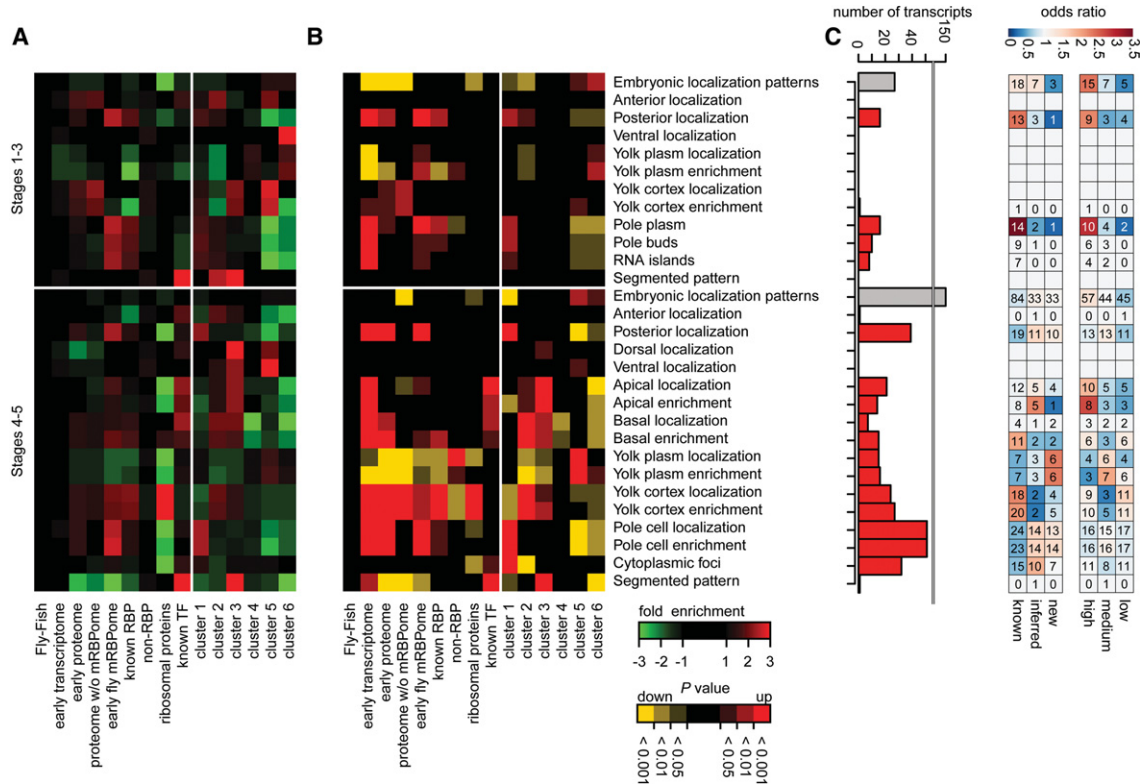 A
B
C
number of transcripts
0
20
40
150
odds ratio
0
0.5
1
1.5
2
2.5
3
3.5
Stages 1-3
Stages 4-5
Embryonic localization patterns
Anterior localization
Posterior localization
Ventral localization
Yolk plasm localization
Yolk plasm enrichment
Yolk cortex localization
Yolk cortex enrichment
Pole plasm
Pole buds
RNA islands
Segmented pattern
Embryonic localization patterns
Anterior localization
Posterior localization
Dorsal localization
Ventral localization
Apical localization
Apical enrichment
Basal localization
Basal enrichment
Yolk plasm localization
Yolk plasm enrichment
Yolk cortex localization
Yolk cortex enrichment
Pole cell localization
Pole cell enrichment
Cytoplasmic foci
Segmented pattern
18 7 3 15 7 5
13 3 1 9 3 4
1 0 0 1 0 0
14 2 1 10 4 2
9 1 0 6 3 0
7 0 0 4 2 0
84 33 33 57 44 45
0 1 0 0 0 1
19 11 10 13 13 11
12 5 4 10 5 5
8 5 1 8 3 3
4 1 2 3 2 2
11 2 2 6 3 6
7 3 6 4 6 4
7 3 6 3 7 6
18 2 4 9 3 11
20 2 5 10 5 11
24 14 13 16 15 17
23 14 14 16 16 17
15 10 7 11 8 11
0 1 0 0 1 0
known
inferred
new
high
medium
low
Fly-Fish
early transcriptome
early proteome
proteome w/o mRBPome
early fly mRBPome
known RBP
non-RBP
ribosomal proteins
known TF
cluster 1
cluster 2
cluster 3
cluster 4
cluster 5
cluster 6
Fly-Fish
early transcriptome
early proteome
proteome w/o mRBPome
early fly mRBPome
known RBP
non-RBP
ribosomal proteins
known TF
cluster 1
cluster 2
cluster 3
cluster 4
cluster 5
cluster 6
fold enrichment
-3 -2 -1 1 2 3
P value
down
up
< 0.001
< 0.01
< 0.05
< 0.05
< 0.01
< 0.001